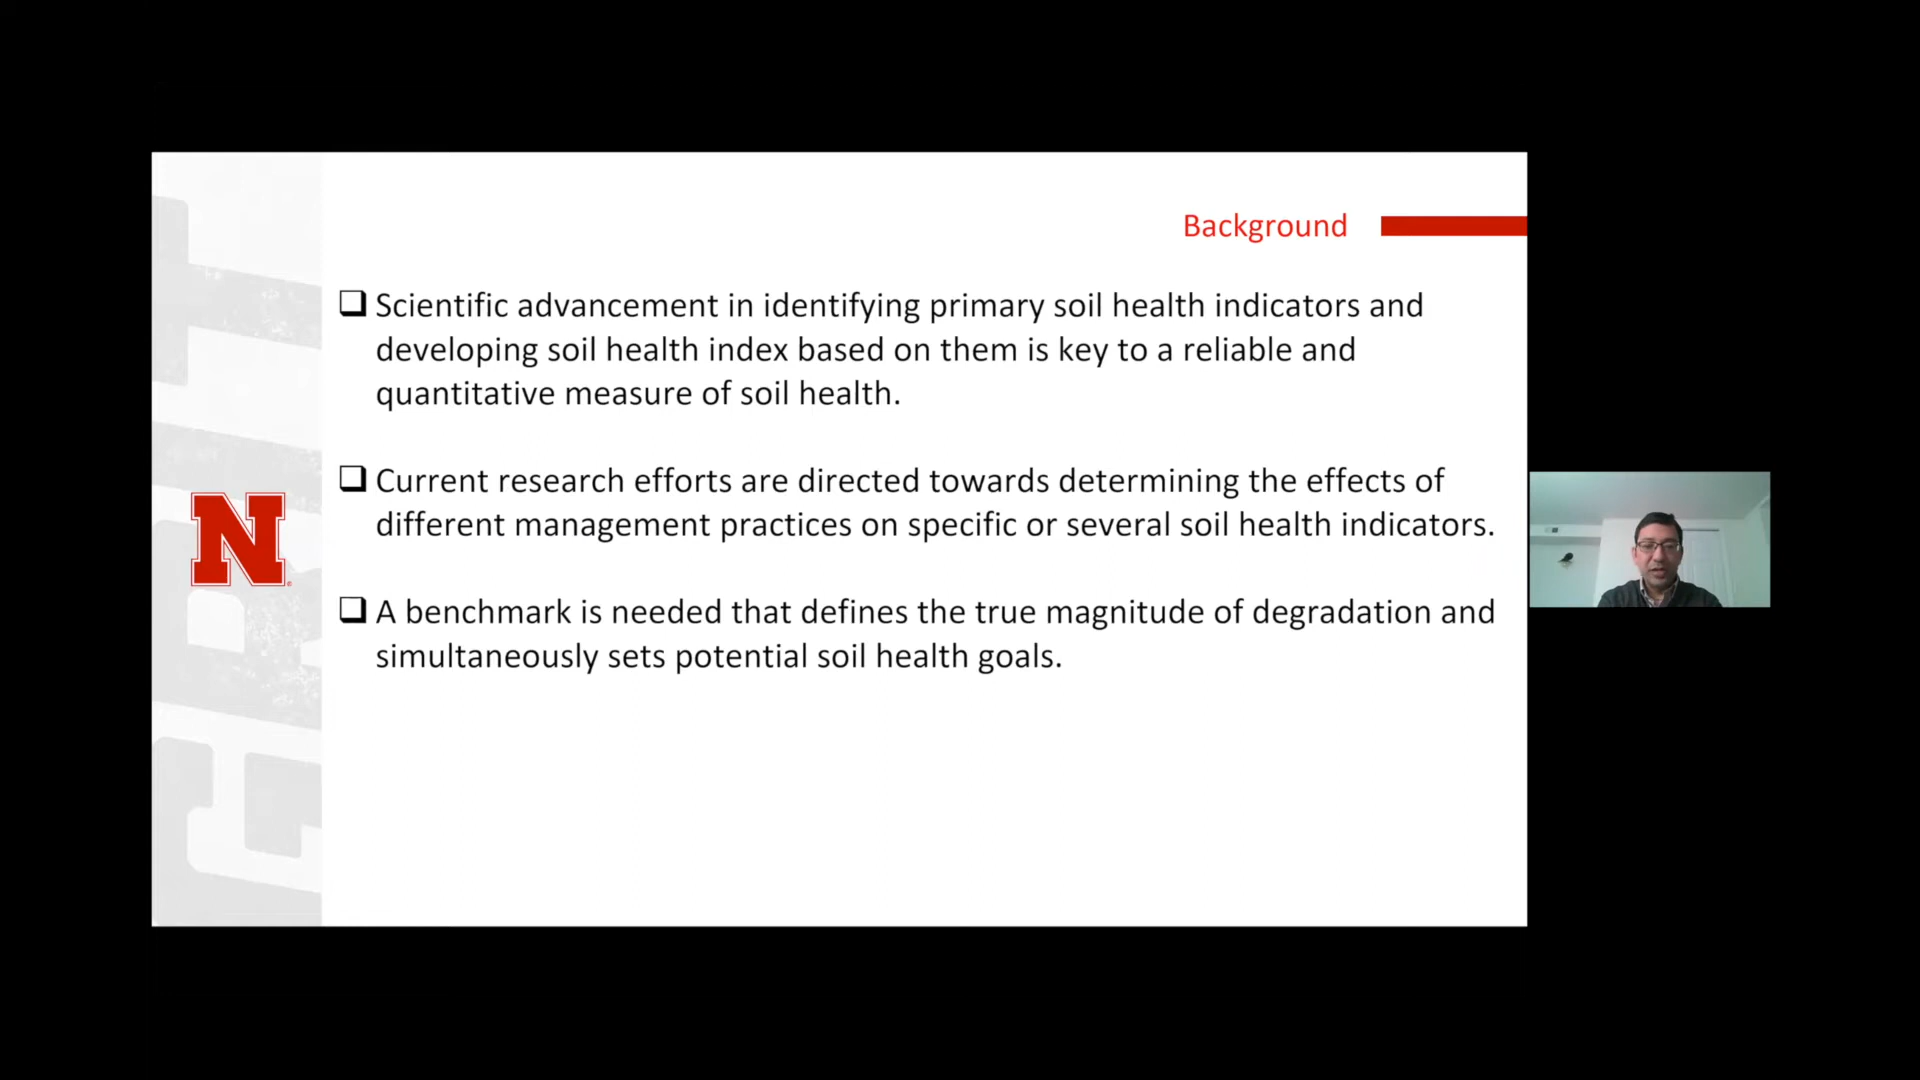 Background
Scientific advancement in identifying primary soil health indicators and
developing soil health index based on them is key to a reliable and
quantitative measure of soil health.
Current research efforts are directed towards determining the effects of
different management practices on specific or several soil health indicators.
A benchmark is needed that defines the true magnitude of degradation and
simultaneously sets potential soil health goals.
N